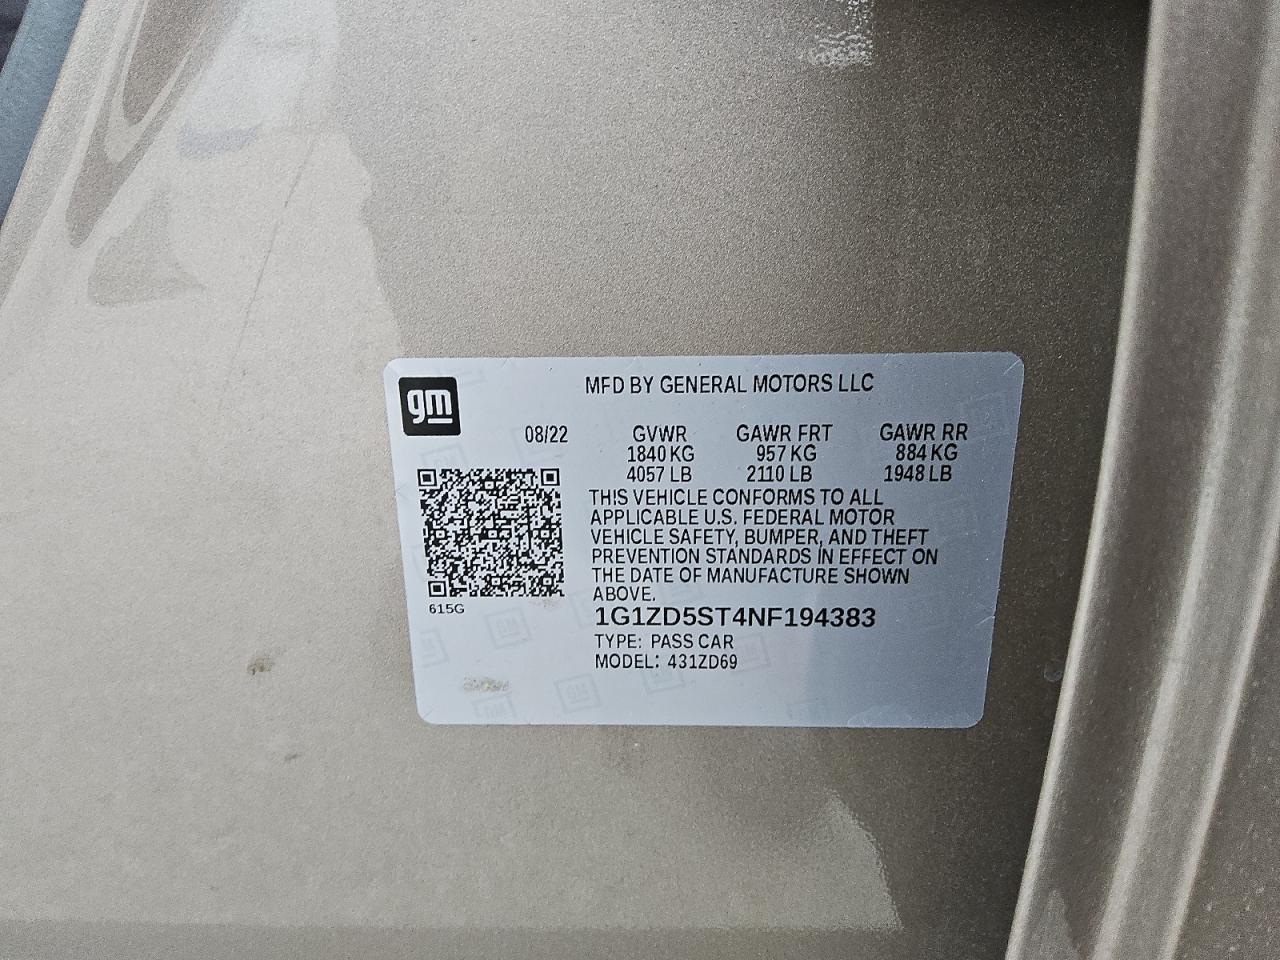 gm
MFD BY GENERAL MOTORS LLC
08/22 GVWR GAWR FRT GAWR RR
1840 KG 957 KG 884 KG
4057 LB 2110 LB 1948 LB
THIS VEHICLE CONFORMS TO ALL
APPLICABLE U.S. FEDERAL MOTOR
VEHICLE SAFETY, BUMPER, AND THEFT
PREVENTION STANDARDS IN EFFECT ON
THE DATE OF MANUFACTURE SHOWN
ABOVE.
615G
1G1ZD5ST4NF194383
TYPE: PASS CAR
MODEL: 431ZD69